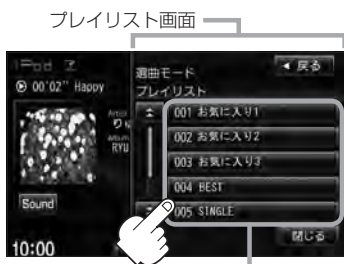 プレイリスト画面
iPod
00'02" Happy
選曲モード
戻る
プレイリスト
001 お気に入り1
002 お気に入り2
003 お気に入り3
004 BEST
005 SINGLE
RYU
Sound
10:00
閉じる